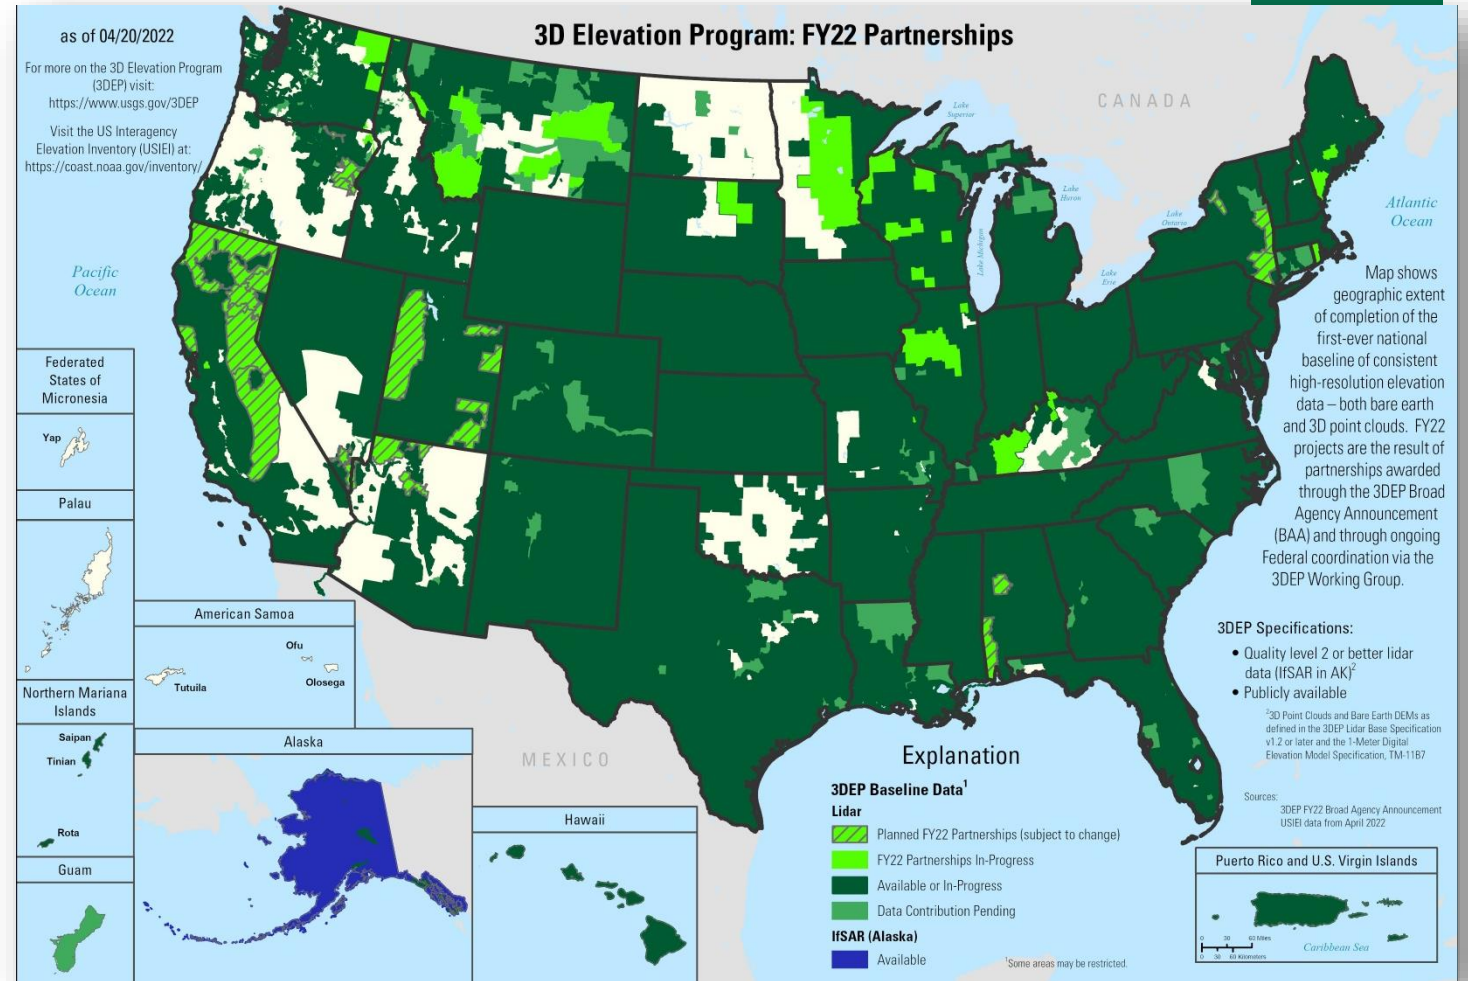 3D Elevation Program: FY22 Partnerships
as of 04/20/2022
For more on the 3D Elevation Program
(3DEP) visit:
https://www.usgs.gov/3DEP
Visit the US Interagency
Elevation Inventory (USIEI) at:
https://coast.noaa.gov/inventory/
CANADA
Lake
Superior
Lake
Huron
Lake
Ontario
Lake Michigan
Lake
Erie
Atlantic
Ocean
Pacific
Ocean
Map shows
geographic extent
of completion of the
first-ever national
baseline of consistent
high-resolution elevation
data – both bare earth
and 3D point clouds. FY22
projects are the result of
partnerships awarded
through the 3DEP Broad
Agency Announcement
(BAA) and through ongoing
Federal coordination via the
3DEP Working Group.
3DEP Specifications:
• Quality level 2 or better lidar
data (IfSAR in AK)²
• Publicly available
²3D Point Clouds and Bare Earth DEMs as
defined in the 3DEP Lidar Base Specification
v1.2 or later and the 1-Meter Digital
Elevation Model Specification, TM-11B7
Sources:
3DEP FY22 Broad Agency Announcement
USIEI data from April 2022
Federated
States of
Micronesia
Yap
Palau
Northern Mariana
Islands
Saipan
Tinian
Rota
Guam
American Samoa
Ofu
Olosega
Tutuila
Alaska
MEXICO
Hawaii
Explanation
3DEP Baseline Data¹
Lidar
Planned FY22 Partnerships (subject to change)
FY22 Partnerships In-Progress
Available or In-Progress
Data Contribution Pending
IfSAR (Alaska)
Available
¹Some areas may be restricted.
Puerto Rico and U.S. Virgin Islands
0 30 60 Miles
0 30 60 Kilometers
Caribbean Sea